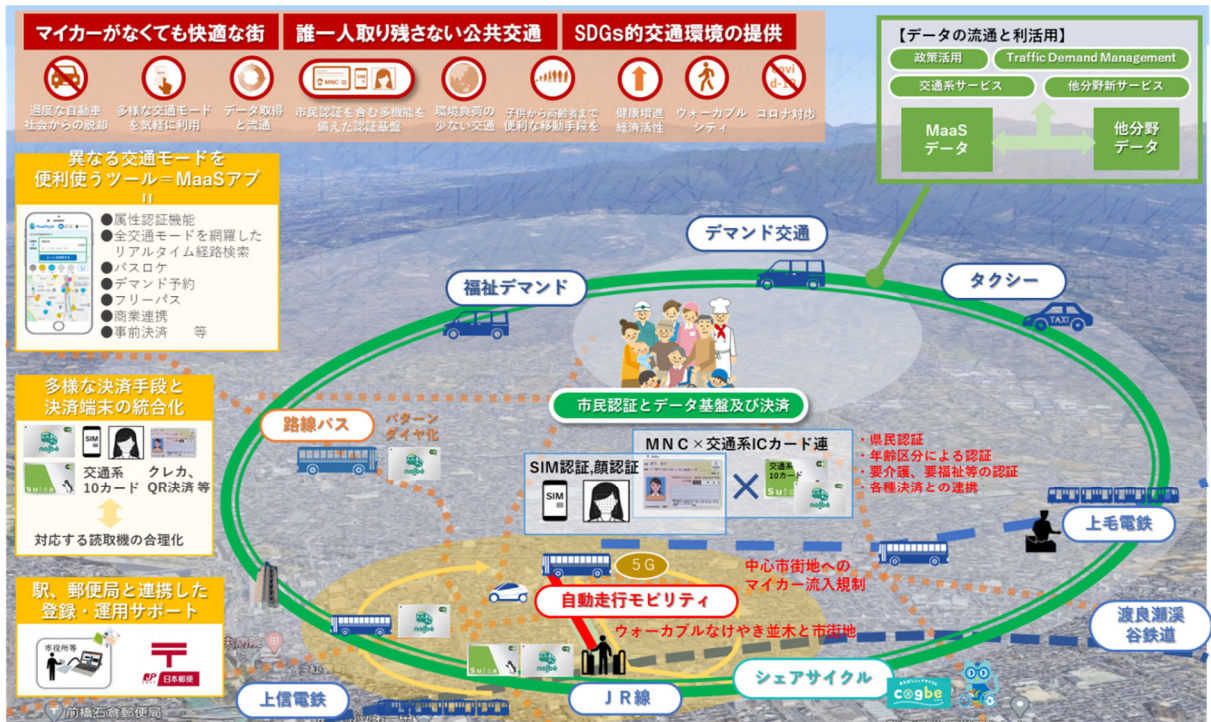 マイカーがなくても快適な街
誰一人取り残さない公共交通
SDGs的交通環境の提供
過度な自動車
社会からの脱却
多様な交通モード
を気軽に利用
データ取得
と流通
MNC
市民認証を含む多機能を
備えた認証基盤
環境負荷の
少ない交通
子供から高齢者まで
便利な移動手段を
健康増進
経済活性
ウォーカブル
シティ
covi
d-19
コロナ対応
【データの流通と利活用】
政策活用
Traffic Demand Management
交通系サービス
他分野新サービス
MaaS
データ
他分野
データ
異なる交通モードを
便利使うツール＝MaaSアプ
リ
●属性認証機能
●全交通モードを網羅した
リアルタイム経路検索
●バスロケ
●デマンド予約
●フリーパス
●商業連携
●事前決済　等
多様な決済手段と
決済端末の統合化
nolbé
SIM
Suica
交通系
10カード
クレカ、
QR決済 等
対応する読取機の合理化
駅、郵便局と連携した
登録・運用サポート
市役所等
JP 日本郵便
デマンド交通
福祉デマンド
タクシー
TAXI
市民認証とデータ基盤及び決済
路線バス
パターン
ダイヤ化
nolbé
MNC×交通系ICカード連
SIM認証,顔認証
SIM
交通系
10カード
nolbé
・県民認証
・年齢区分による認証
・要介護、要福祉等の認証
・各種決済との連携
上毛電鉄
5G
中心市街地への
マイカー流入規制
自動走行モビリティ
nolbé
ウォーカブルなけやき並木と市街地
渡良瀬渓
谷鉄道
Suica
nolbé
シェアサイクル
cogbe
上信電鉄
JR線
前橋石倉郵便局